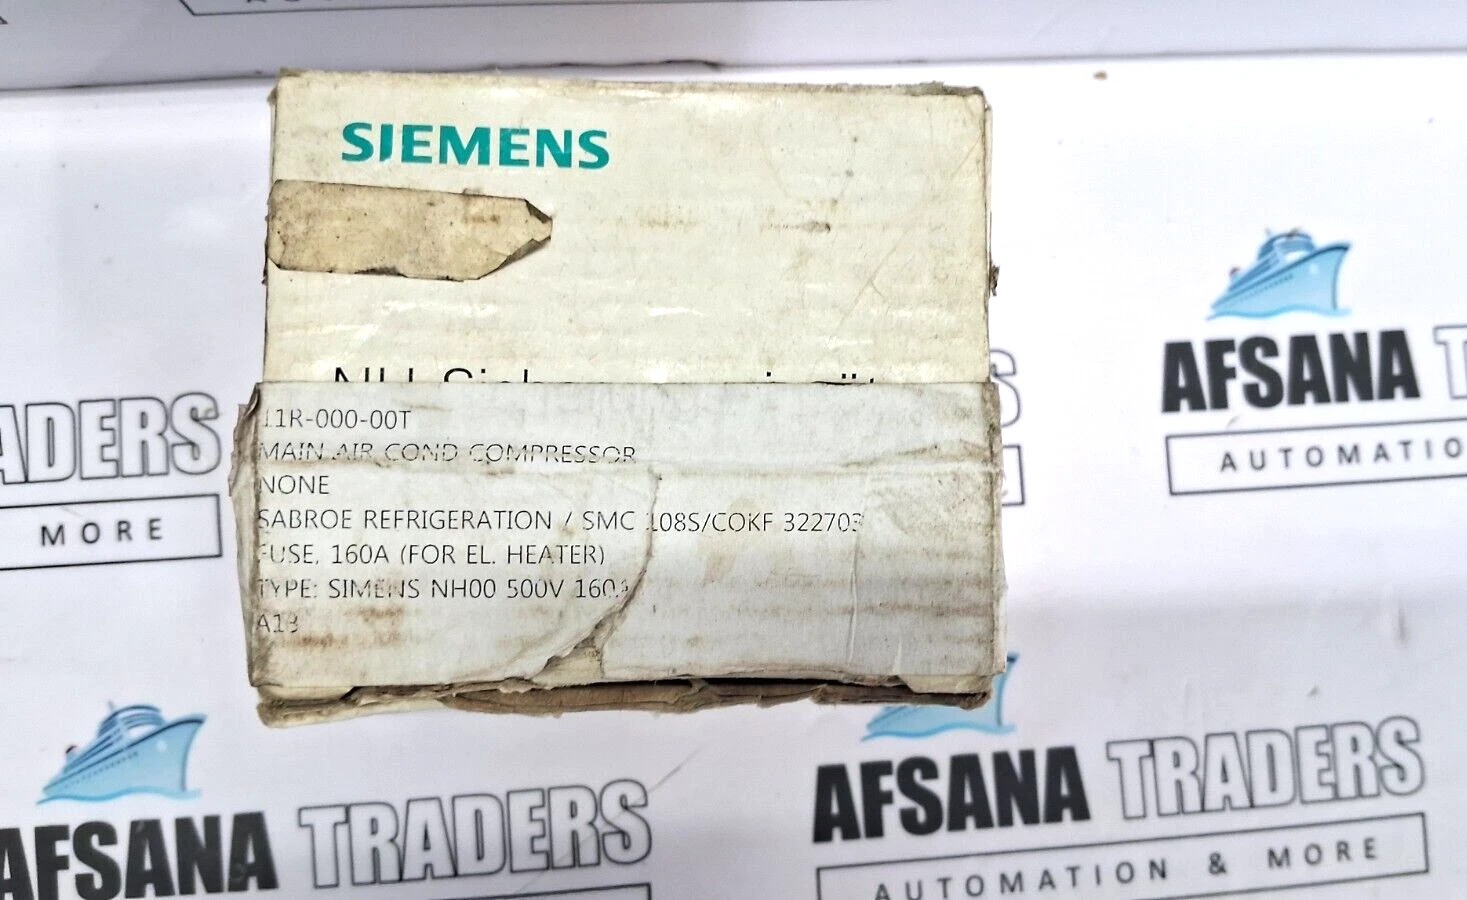 SIEMENS
11R-000-00T
MAIN AIR COND COMPRESSOR
NONE
SABROE REFRIGERATION / SMC 108S/COKF 322703
FUSE, 160A (FOR EL. HEATER)
TYPE: SIMENS NH00 500V 160A
A13
AFSANA
AUTOMATIO
ADERS
MORE
AFSANA TRADERS
AFSANA TRADERS
AUTOMATION & MORE